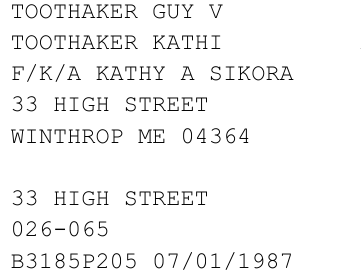 TOOTHAKER GUY V
TOOTHAKER KATHI
F/K/A KATHY A SIKORA
33 HIGH STREET
WINTHROP ME 04364

33 HIGH STREET
026-065
B3185P205 07/01/1987